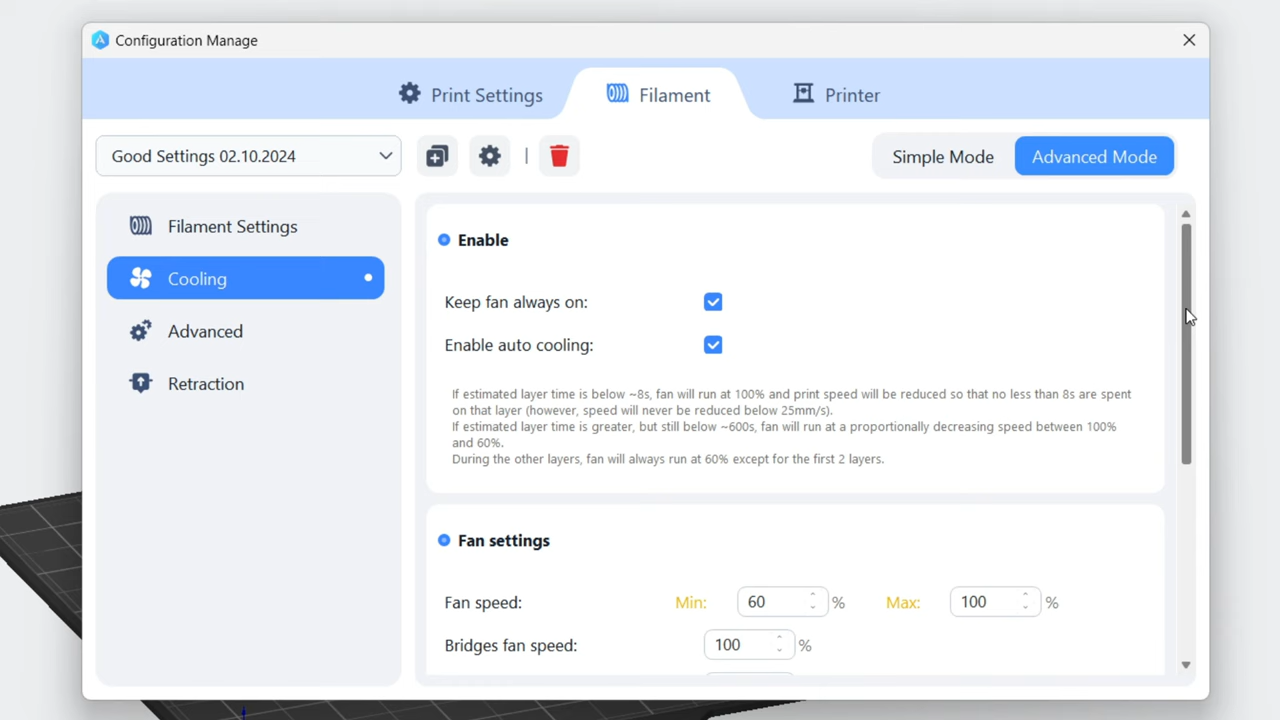 Configuration Manage
Print Settings
Filament
Printer
Good Settings 02.10.2024
Simple Mode
Advanced Mode
Filament Settings
Cooling
Advanced
Retraction
Enable
Keep fan always on:
Enable auto cooling:
If estimated layer time is below ~8s, fan will run at 100% and print speed will be reduced so that no less than 8s are spent
on that layer (however, speed will never be reduced below 25mm/s).
If estimated layer time is greater, but still below ~600s, fan will run at a proportionally decreasing speed between 100%
and 60%.
During the other layers, fan will always run at 60% except for the first 2 layers.
Fan settings
Fan speed: Min: 60 % Max: 100 %
Bridges fan speed: 100 %